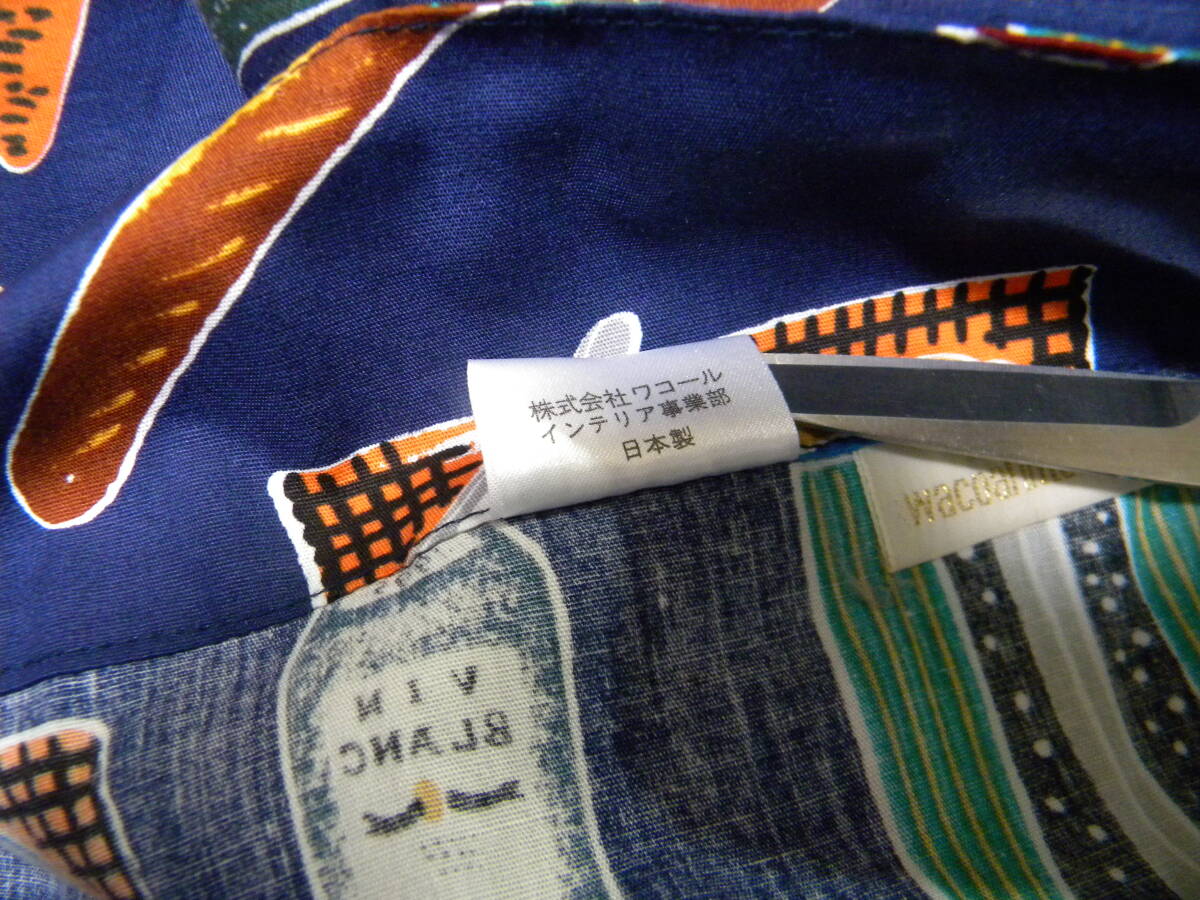 株式会社ワコール
インテリア事業部
日本製
wacoal
VIN
BLANC